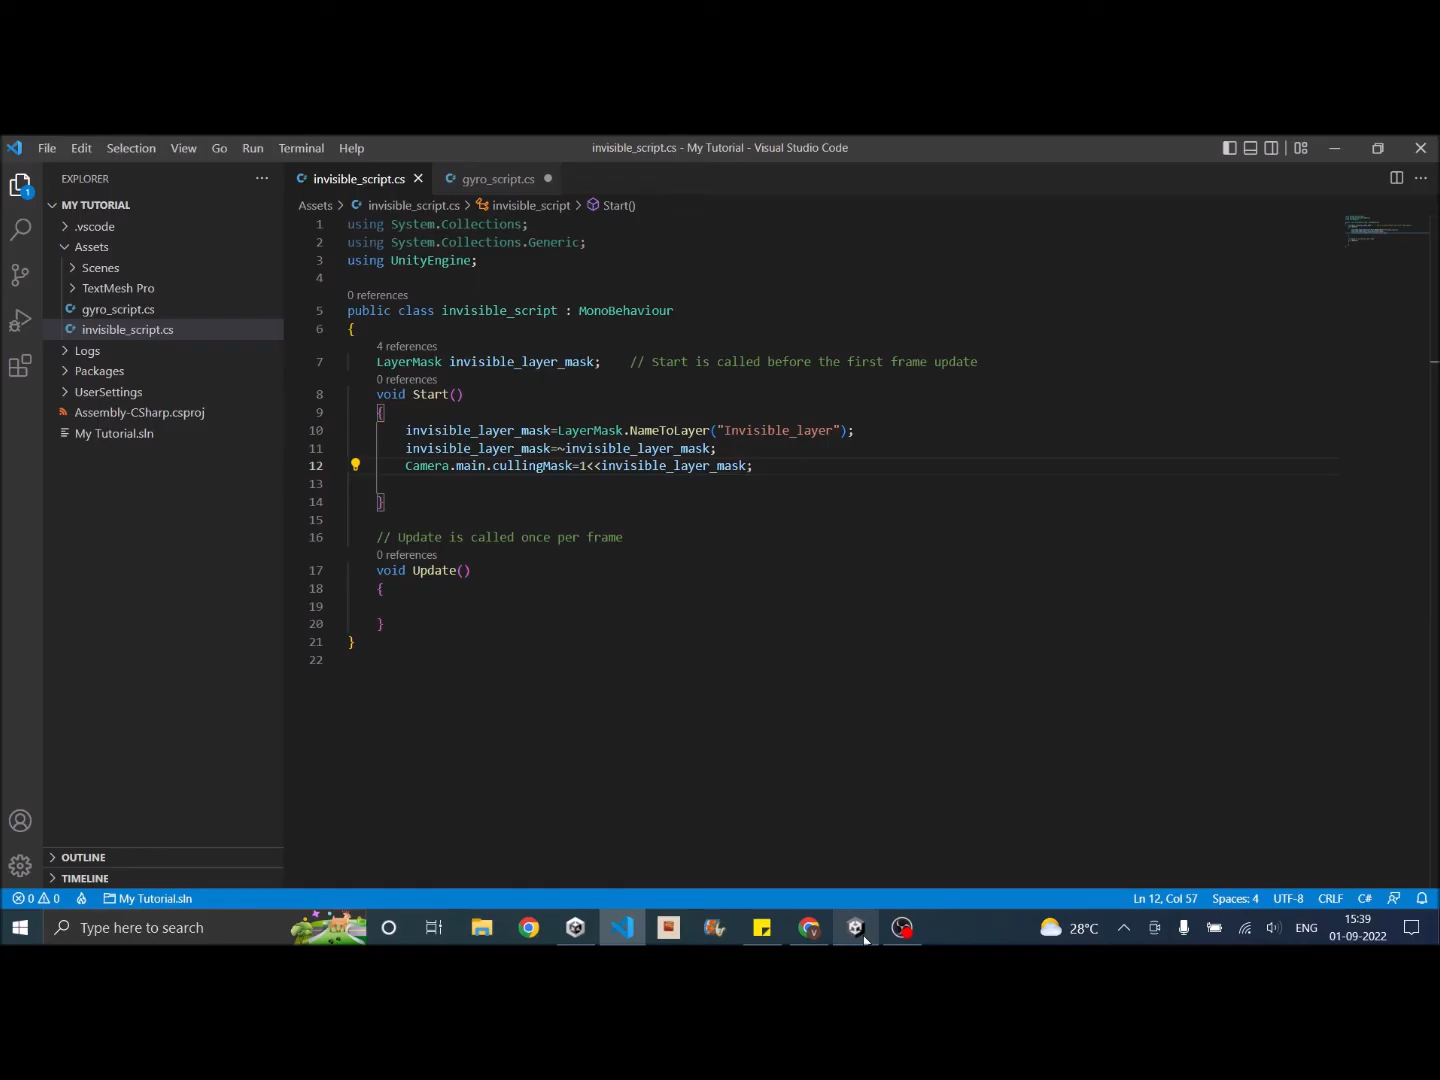 File Edit Selection View Go Run Terminal Help
invisible_script.cs - My Tutorial - Visual Studio Code
EXPLORER
invisible_script.cs
gyro_script.cs
MY TUTORIAL
Assets > invisible_script.cs > invisible_script > Start()
.vscode
Assets
Scenes
TextMesh Pro
gyro_script.cs
invisible_script.cs
Logs
Packages
UserSettings
Assembly-CSharp.csproj
My Tutorial.sln
1 using System.Collections;
2 using System.Collections.Generic;
3 using UnityEngine;
4
0 references
5 public class invisible_script : MonoBehaviour
6 {
4 references
7 LayerMask invisible_layer_mask; // Start is called before the first frame update
0 references
8 void Start()
9 {
10 invisible_layer_mask=LayerMask.NameToLayer("Invisible_layer");
11 invisible_layer_mask=~invisible_layer_mask;
12 Camera.main.cullingMask=1<<invisible_layer_mask;
13
14 }
15
16 // Update is called once per frame
0 references
17 void Update()
18 {
19
20 }
21 }
22
1
OUTLINE
TIMELINE
0 0 My Tutorial.sln
Ln 12, Col 57 Spaces: 4 UTF-8 CRLF C#
Type here to search
28°C
ENG
15:39
01-09-2022